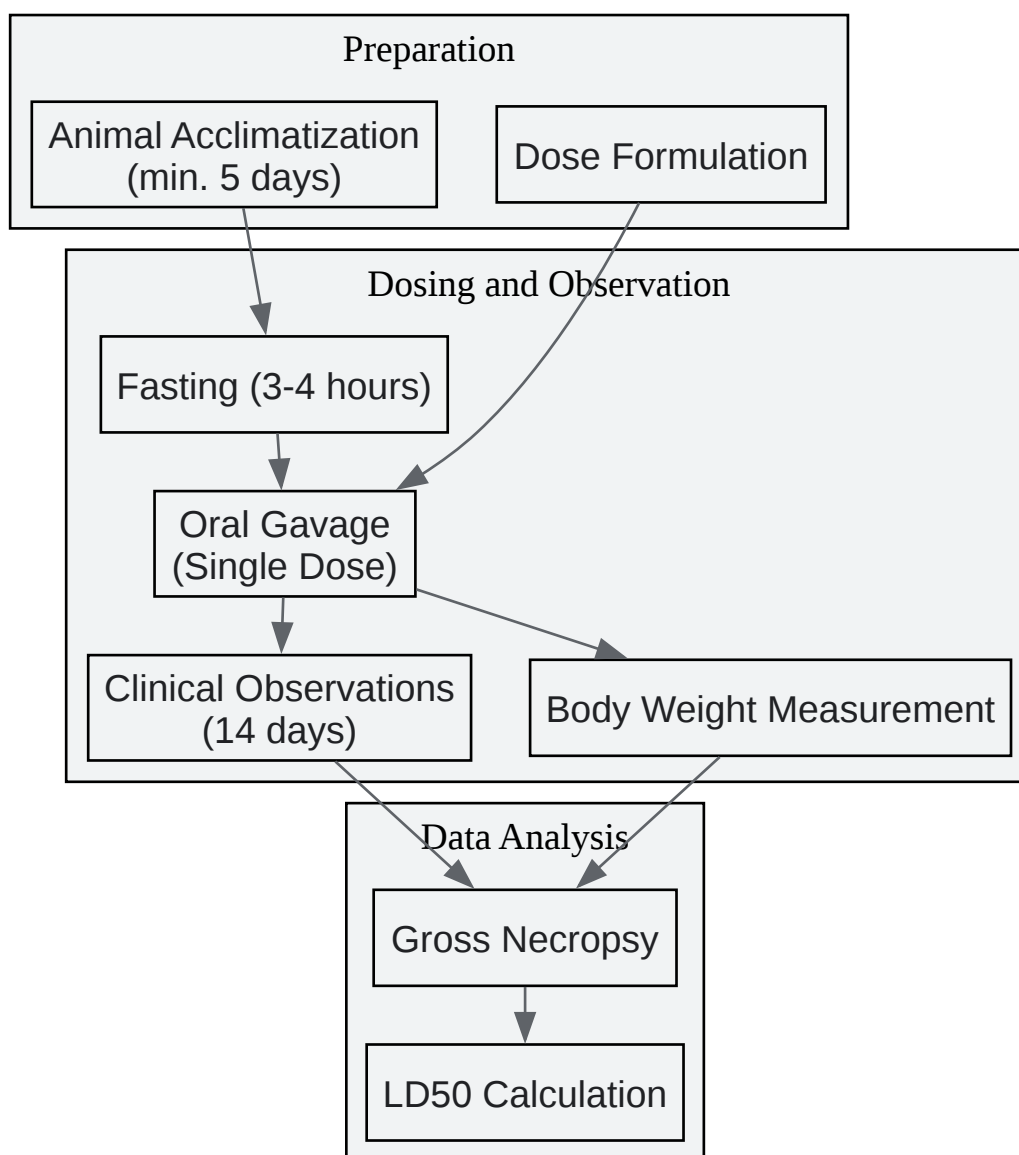 Preparation
Animal Acclimatization
(min. 5 days)
Dose Formulation
Dosing and Observation
Fasting (3-4 hours)
Oral Gavage
(Single Dose)
Clinical Observations
(14 days)
Body Weight Measurement
Data Analysis
Gross Necropsy
LD50 Calculation